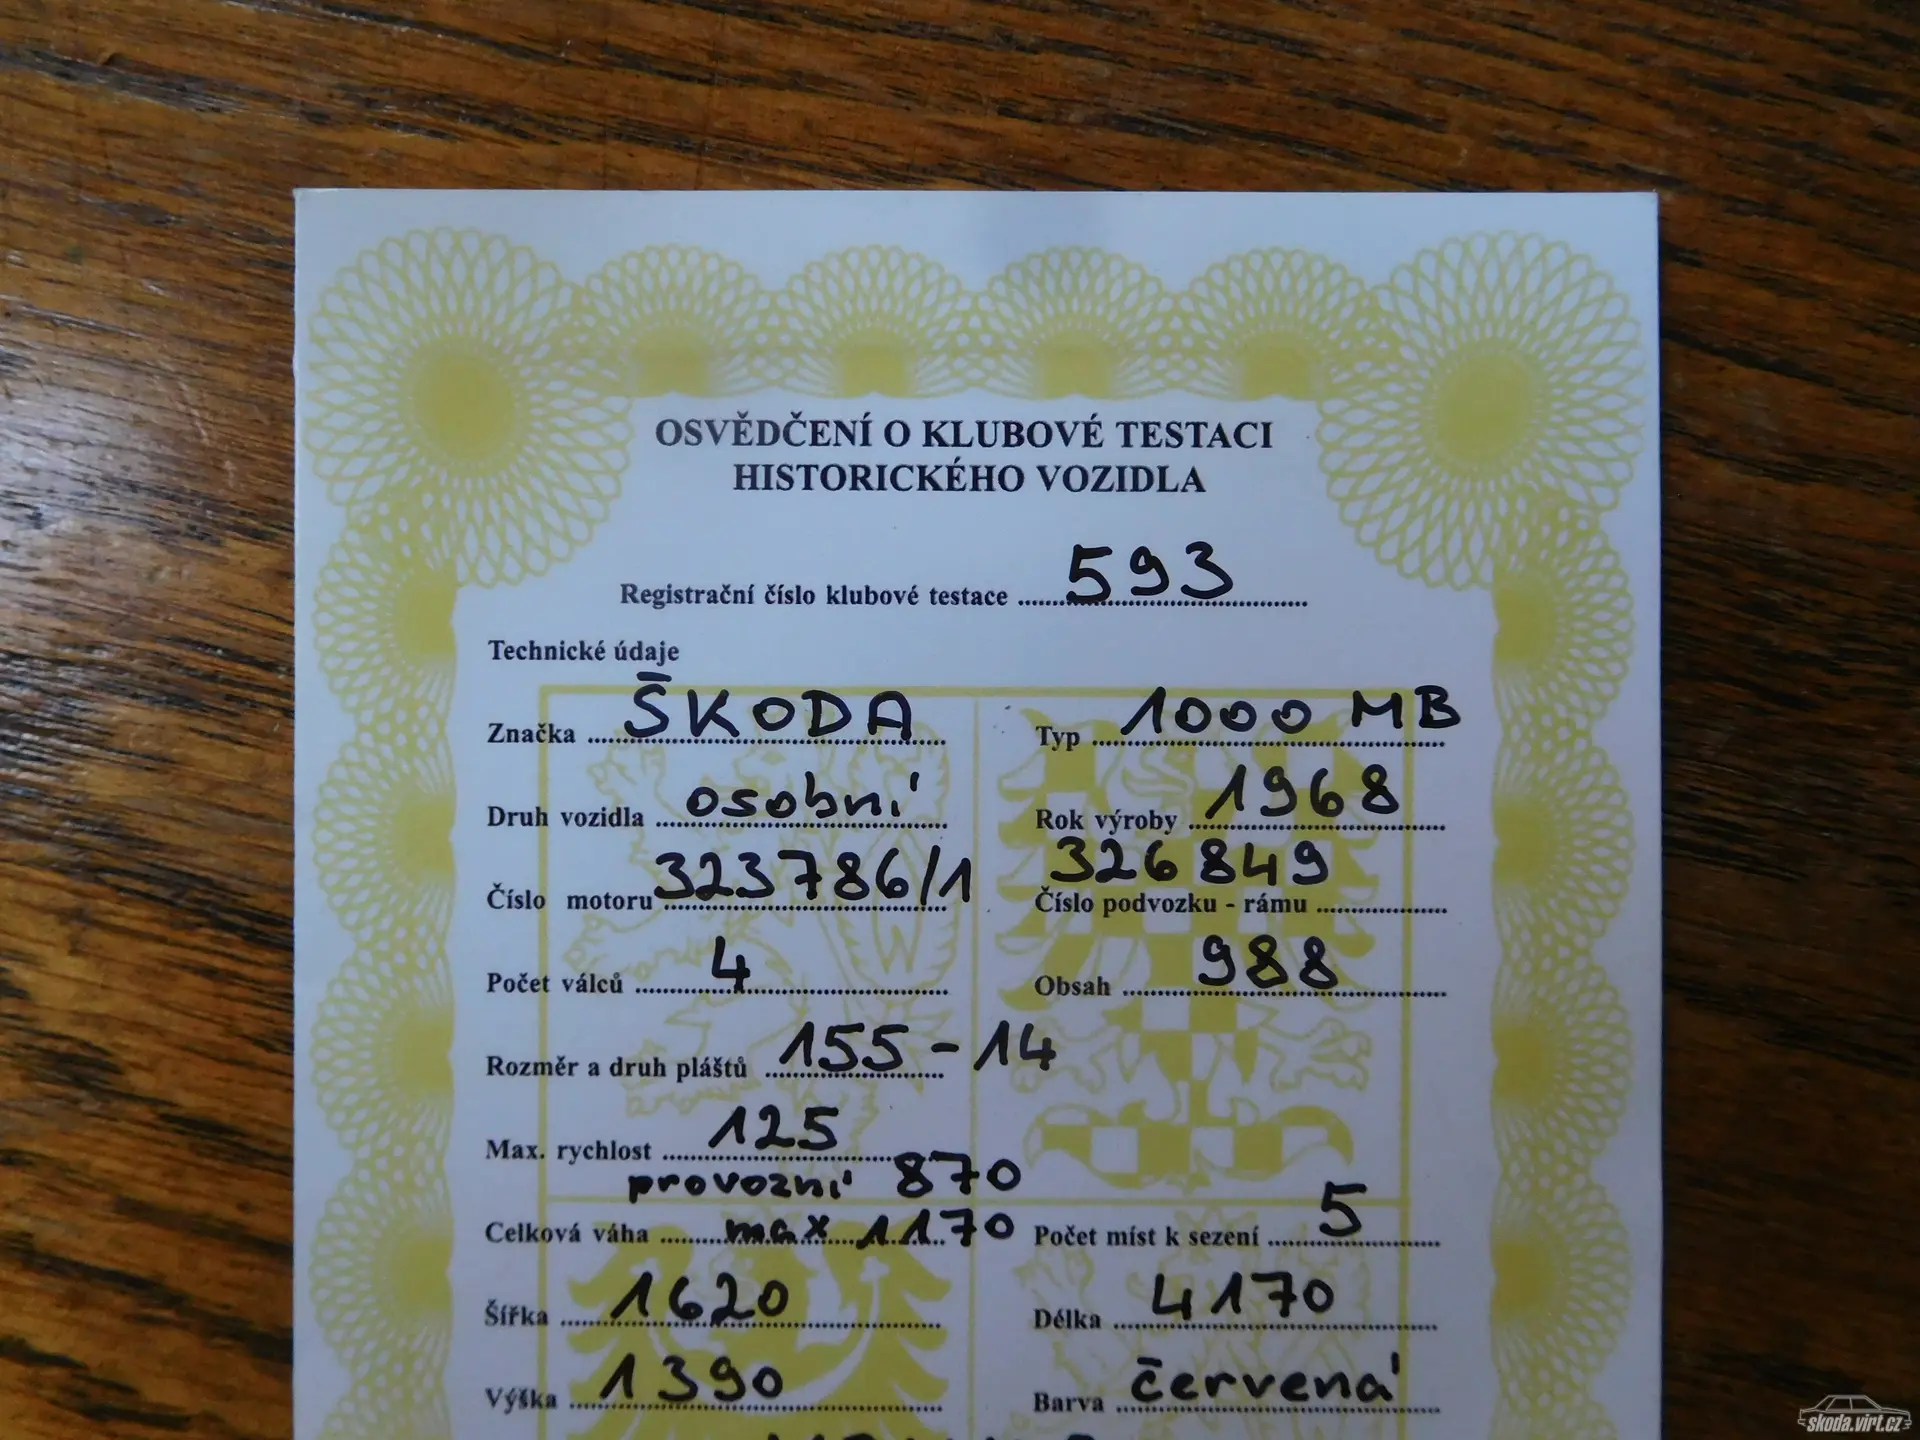 OSVĚDČENÍ O KLUBOVÉ TESTACI
HISTORICKÉHO VOZIDLA
Registrační číslo klubové testace 593
Technické údaje
Značka ŠKODA Typ 1000 MB
Druh vozidla osobní Rok výroby 1968
Číslo motoru 323786/1 Číslo podvozku - rámu 326849
Počet válců 4 Obsah 988
Rozměr a druh plášťů 155-14
Max. rychlost 125
provozní 870
Celková váha max 1170 Počet míst k sezení 5
Šířka 1620 Délka 4170
Výška 1390 Barva červená
skoda.virt.cz